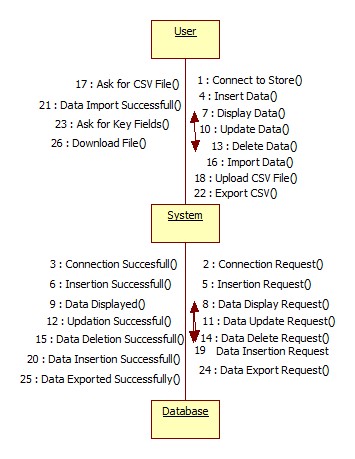 User
17 : Ask for CSV File()
21 : Data Import Successfull()
23 : Ask for Key Fields()
26 : Download File()
1 : Connect to Store()
4 : Insert Data()
7 : Display Data()
10 : Update Data()
13 : Delete Data()
16 : Import Data()
18 : Upload CSV File()
22 : Export CSV()
System
3 : Connection Succesfull()
6 : Insertion Successfull()
9 : Data Displayed()
12 : Updation Successful()
15 : Data Deletion Successfull()
20 : Data Insertion Successfull()
25 : Data Exported Successfully()
2 : Connection Request()
5 : Insertion Request()
8 : Data Display Request()
11 : Data Update Request()
14 : Data Delete Request()
19 Data Insertion Request
24 : Data Export Request()
Database